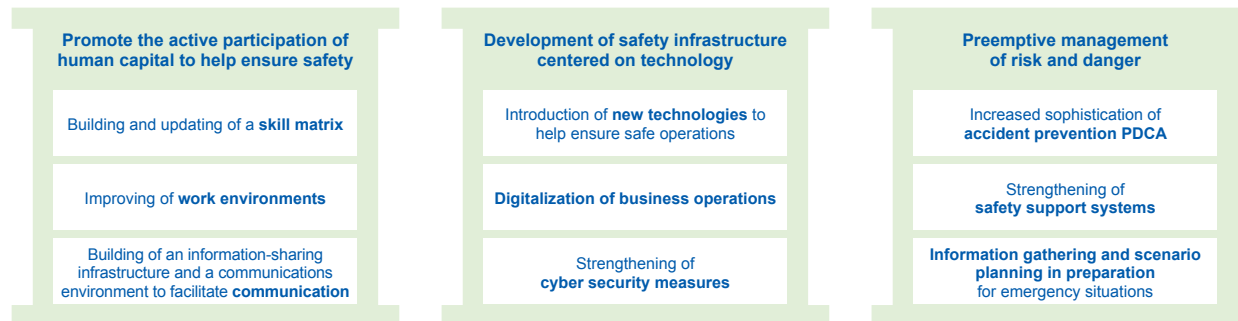 Promote the active participation of
human capital to help ensure safety
Building and updating of a skill matrix
Improving of work environments
Building of an information-sharing
infrastructure and a communications
environment to facilitate communication
Development of safety infrastructure
centered on technology
Introduction of new technologies to
help ensure safe operations
Digitalization of business operations
Strengthening of
cyber security measures
Preemptive management
of risk and danger
Increased sophistication of
accident prevention PDCA
Strengthening of
safety support systems
Information gathering and scenario
planning in preparation
for emergency situations